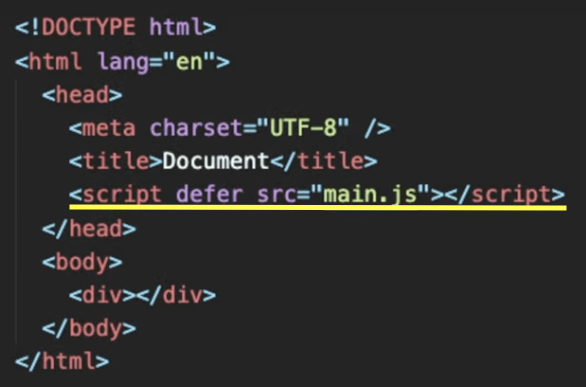 <!DOCTYPE html>
<html lang="en">
<head>
<meta charset="UTF-8" />
<title>Document</title>
<script defer src="main.js"></script>
</head>
<body>
<div></div>
</body>
</html>